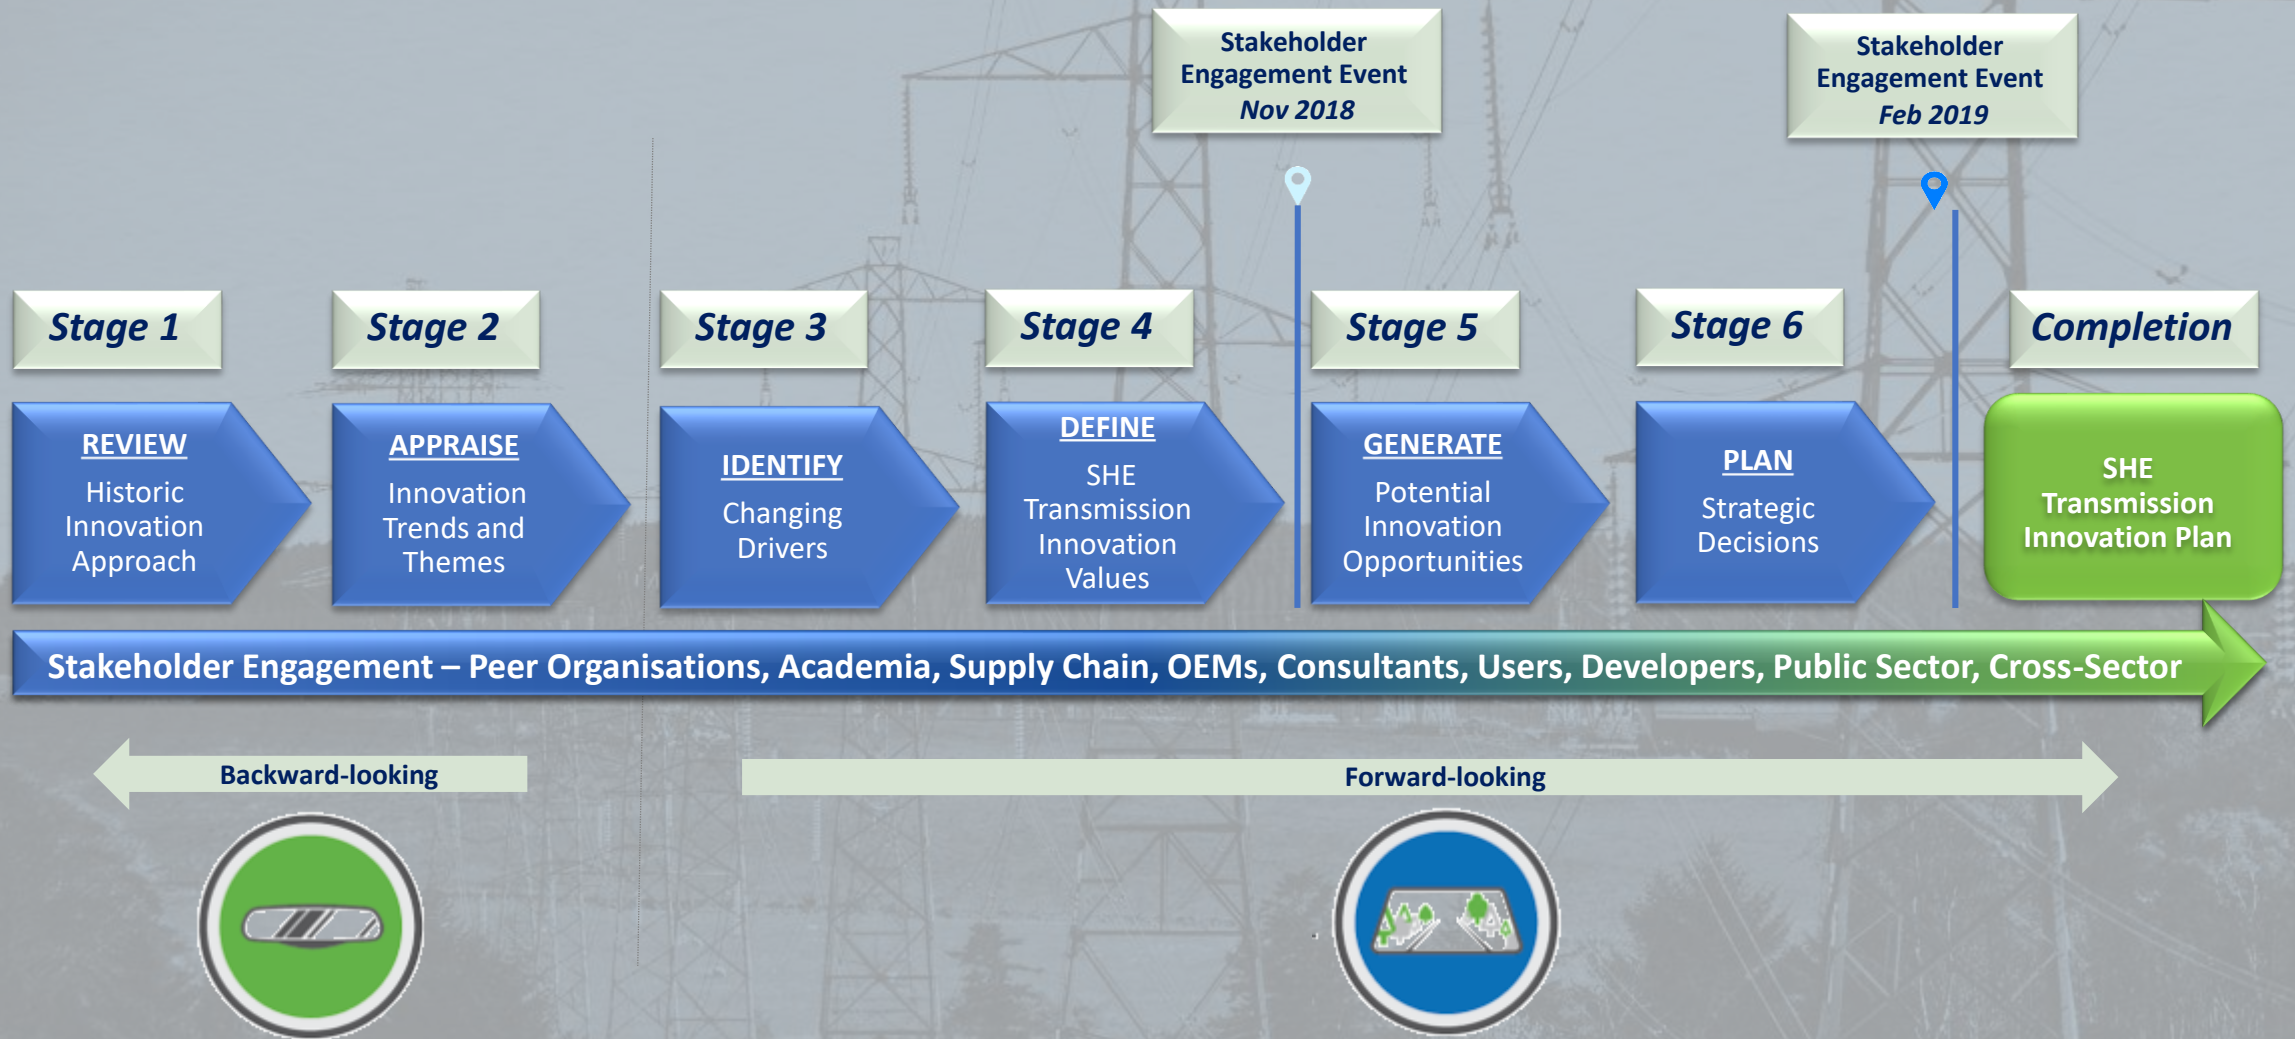 Stakeholder
Engagement Event
Nov 2018
Stakeholder
Engagement Event
Feb 2019
Stage 1
Stage 2
Stage 3
Stage 4
Stage 5
Stage 6
Completion
REVIEW
Historic
Innovation
Approach
APPRAISE
Innovation
Trends and
Themes
IDENTIFY
Changing
Drivers
DEFINE
SHE
Transmission
Innovation
Values
GENERATE
Potential
Innovation
Opportunities
PLAN
Strategic
Decisions
SHE
Transmission
Innovation Plan
Stakeholder Engagement – Peer Organisations, Academia, Supply Chain, OEMs, Consultants, Users, Developers, Public Sector, Cross-Sector
Backward-looking
Forward-looking